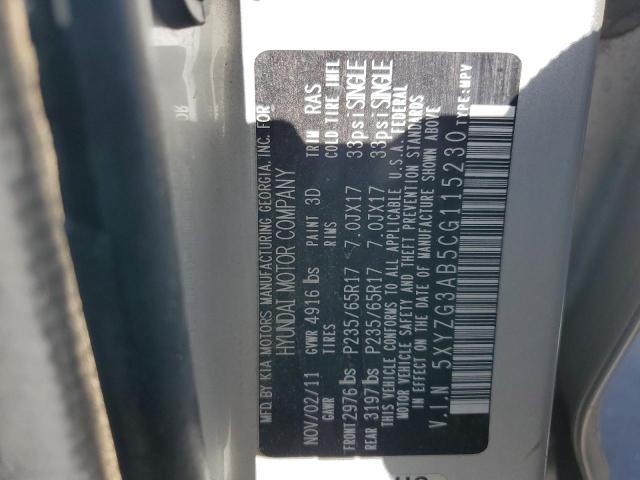 MFD. BY KIA MOTORS MANUFACTURING GEORGIA, INC. FOR
HYUNDAI MOTOR COMPANY
NOV/02/11 GVWR 4916 lbs PAINT 3D TRIM RAS
GAWR TIRES RIMS COLD TIRE INFL
FRONT 2976 lbs P235/65R17 7.0JX17 33psi SINGLE
REAR 3197 lbs P235/65R17 7.0JX17 33psi SINGLE
THIS VEHICLE CONFORMS TO ALL APPLICABLE U.S.A. FEDERAL
MOTOR VEHICLE SAFETY AND THEFT PREVENTION STANDARDS
IN EFFECT ON THE DATE OF MANUFACTURE SHOWN ABOVE
V.I.N 5XYZG3AB5CG115230 TYPE:MPV